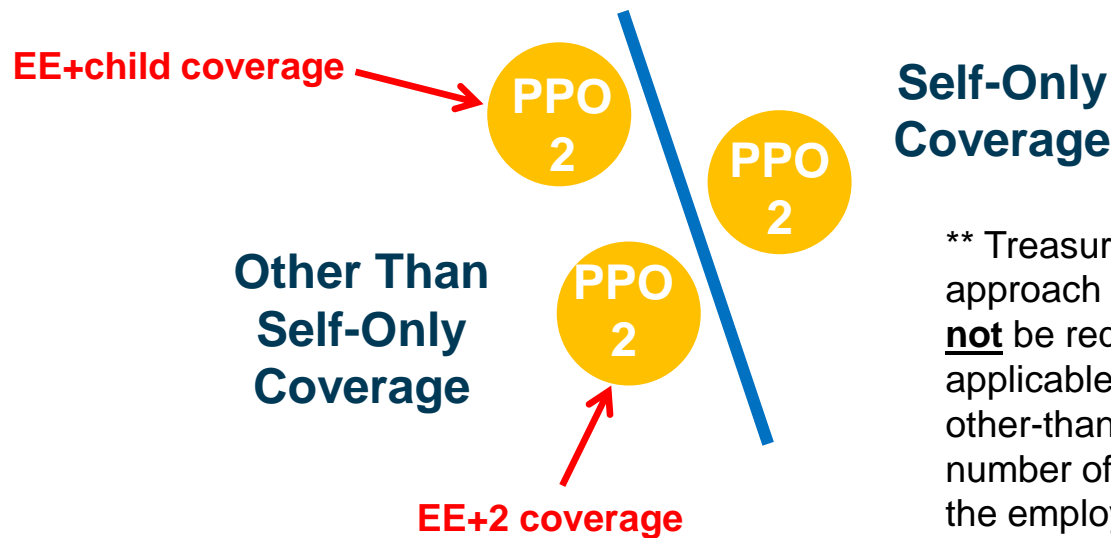 EE+child coverage
PPO
2
PPO
2
Self-Only
Coverage
Other Than
Self-Only
Coverage
PPO
2
EE+2 coverage
** Treasur
approach
not be rec
applicable
other-than
number of
the employ